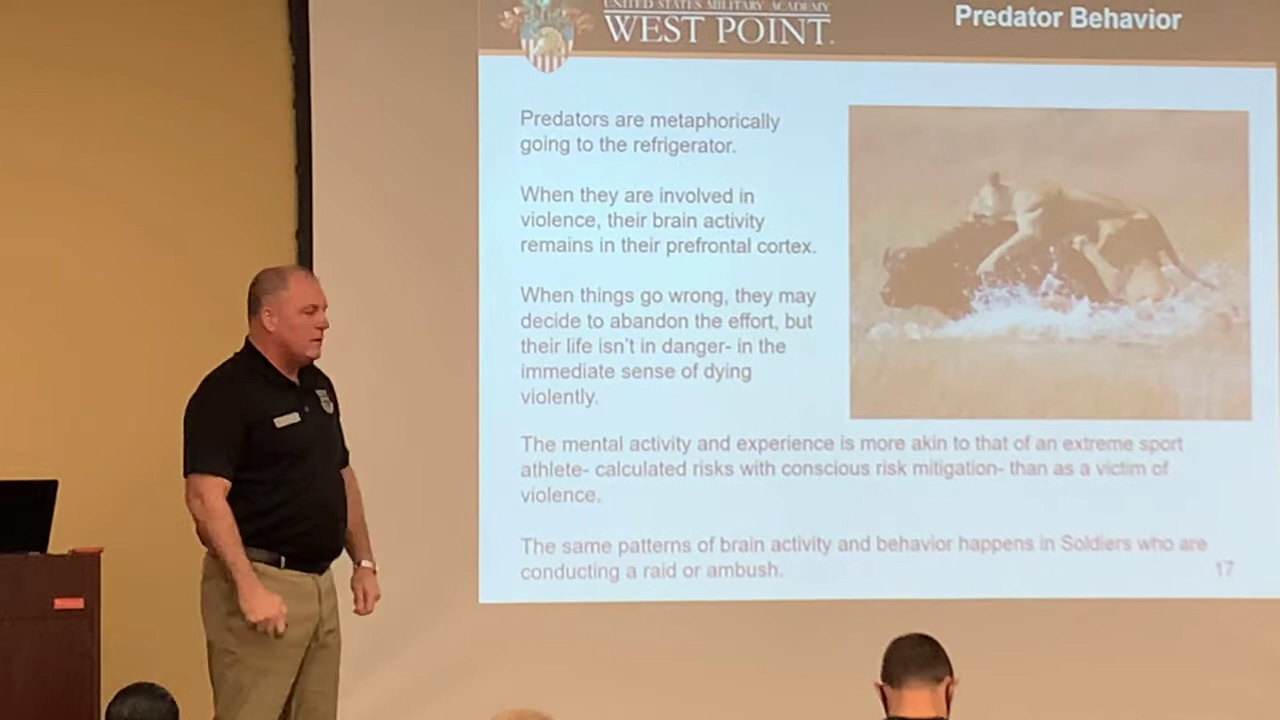 UNITED STATES MILITARY ACADEMY
WEST POINT.
Predator Behavior
Predators are metaphorically
going to the refrigerator.
When they are involved in
violence, their brain activity
remains in their prefrontal cortex.
When things go wrong, they may
decide to abandon the effort, but
their life isn't in danger- in the
immediate sense of dying
violently.
The mental activity and experience is more akin to that of an extreme sport
athlete- calculated risks with conscious risk mitigation- than as a victim of
violence.
The same patterns of brain activity and behavior happens in Soldiers who are
conducting a raid or ambush.
17